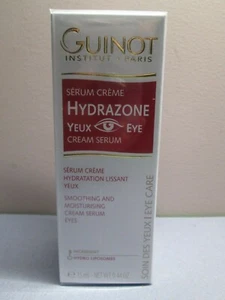 GUINOT
INSTITUT PARIS
SÉRUM CRÈME
HYDRAZONE
YEUX EYE
CREAM SERUM
SÉRUM CRÈME
HYDRATATION LISSANT
YEUX
SMOOTHING AND
MOISTURISING
CREAM SERUM
EYES
SOIN DES YEUX / EYE CARE